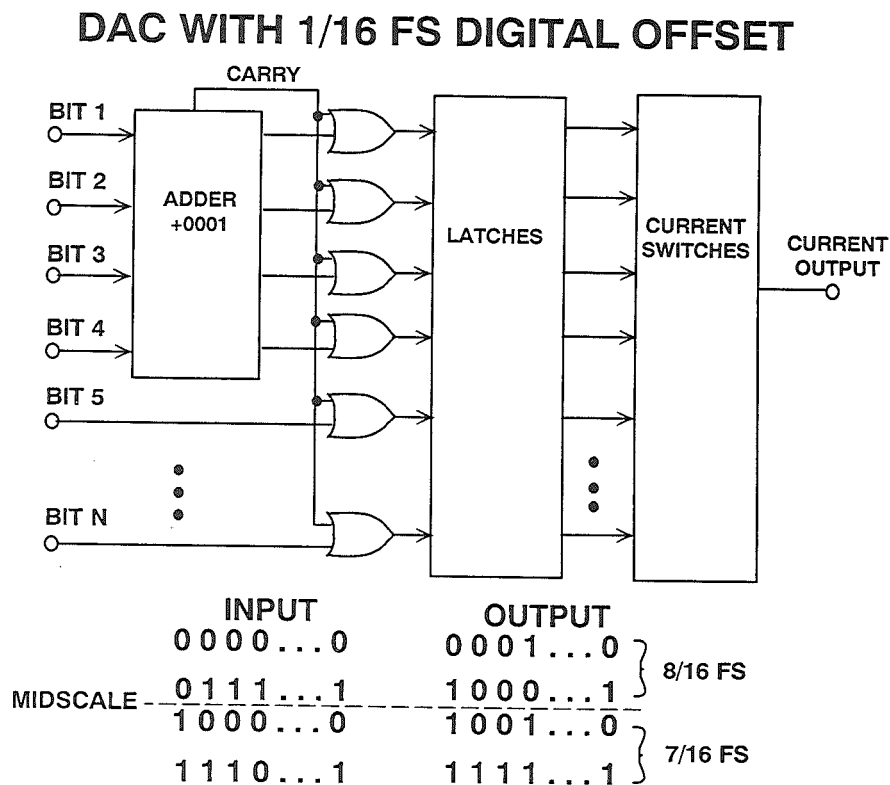 DAC WITH 1/16 FS DIGITAL OFFSET
CARRY
BIT 1
BIT 2
BIT 3
BIT 4
BIT 5
BIT N
ADDER
+0001
LATCHES
CURRENT
SWITCHES
CURRENT
OUTPUT
INPUT OUTPUT
0000...0 0001...0
8/16 FS
0111...1 1000...1
MIDSCALE
1000...0 1001...0
7/16 FS
1110...1 1111...1